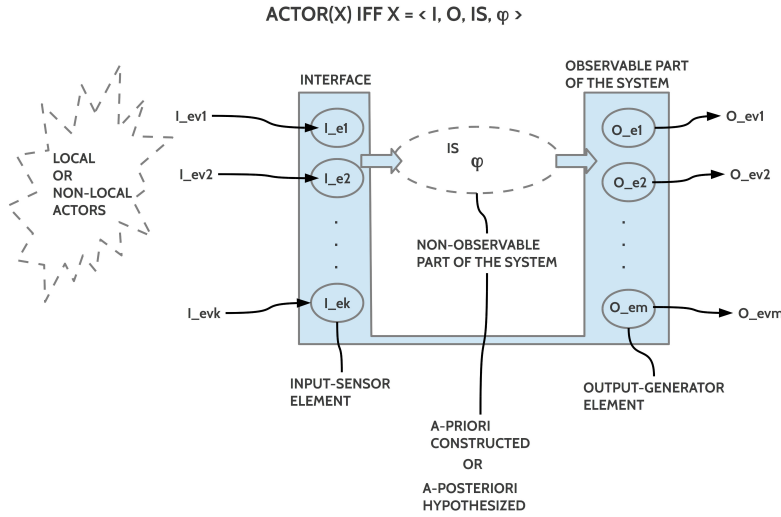 ACTOR(X) IFF X = < I, O, IS, φ >
INTERFACE
OBSERVABLE PART
OF THE SYSTEM
LOCAL
OR
NON-LOCAL
ACTORS
I_ev1
I_ev2
I_evk
I_e1
I_e2
.
.
.
I_ek
IS
φ
NON-OBSERVABLE
PART OF THE SYSTEM
O_e1
O_e2
.
.
.
O_em
O_ev1
O_ev2
O_evm
INPUT-SENSOR
ELEMENT
OUTPUT-GENERATOR
ELEMENT
A-PRIORI
CONSTRUCTED
OR
A-POSTERIORI
HYPOTHESIZED